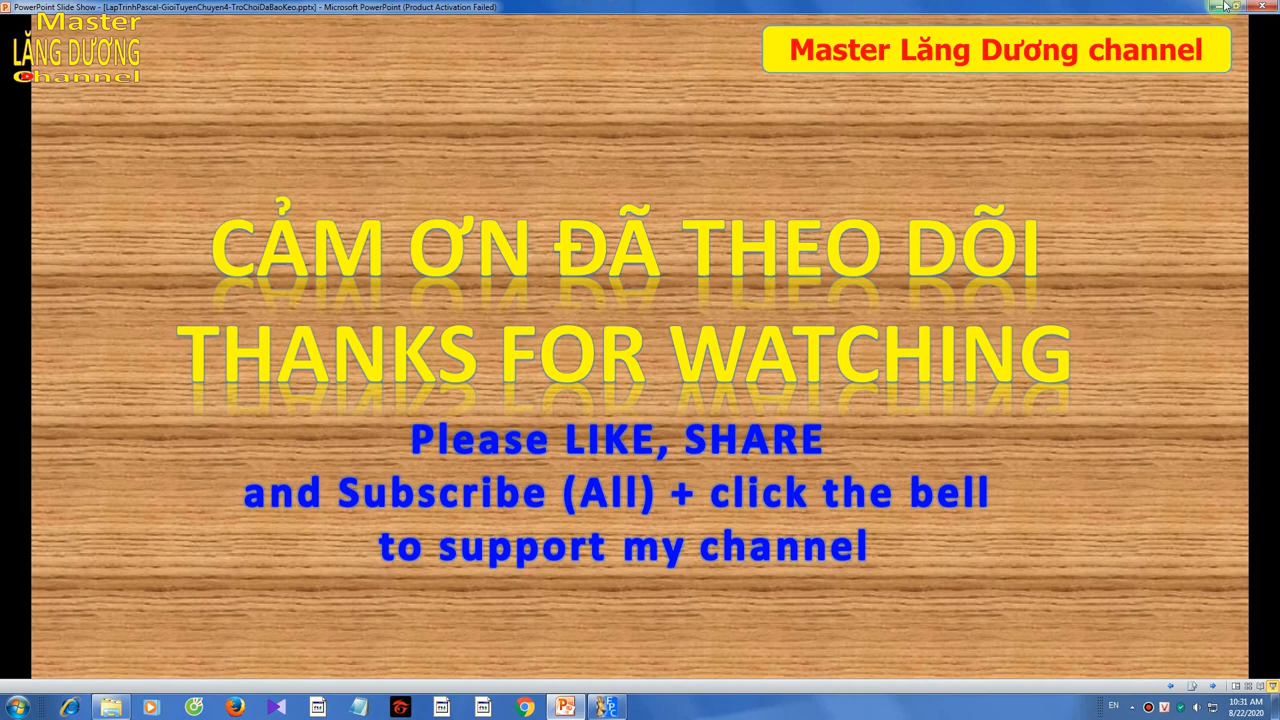 PowerPoint Slide Show - [LapTrinhPascal-GioiTuyenChuyen4-TroChoiDaBaoKeo.pptx] - Microsoft PowerPoint (Product Activation Failed)
Master
LĂNG DƯƠNG
Channel
Master Lăng Dương channel
CẢM ƠN ĐÃ THEO DÕI
THANKS FOR WATCHING
Please LIKE, SHARE
and Subscribe (All) + click the bell
to support my channel
EN
10:31 AM
8/22/2020